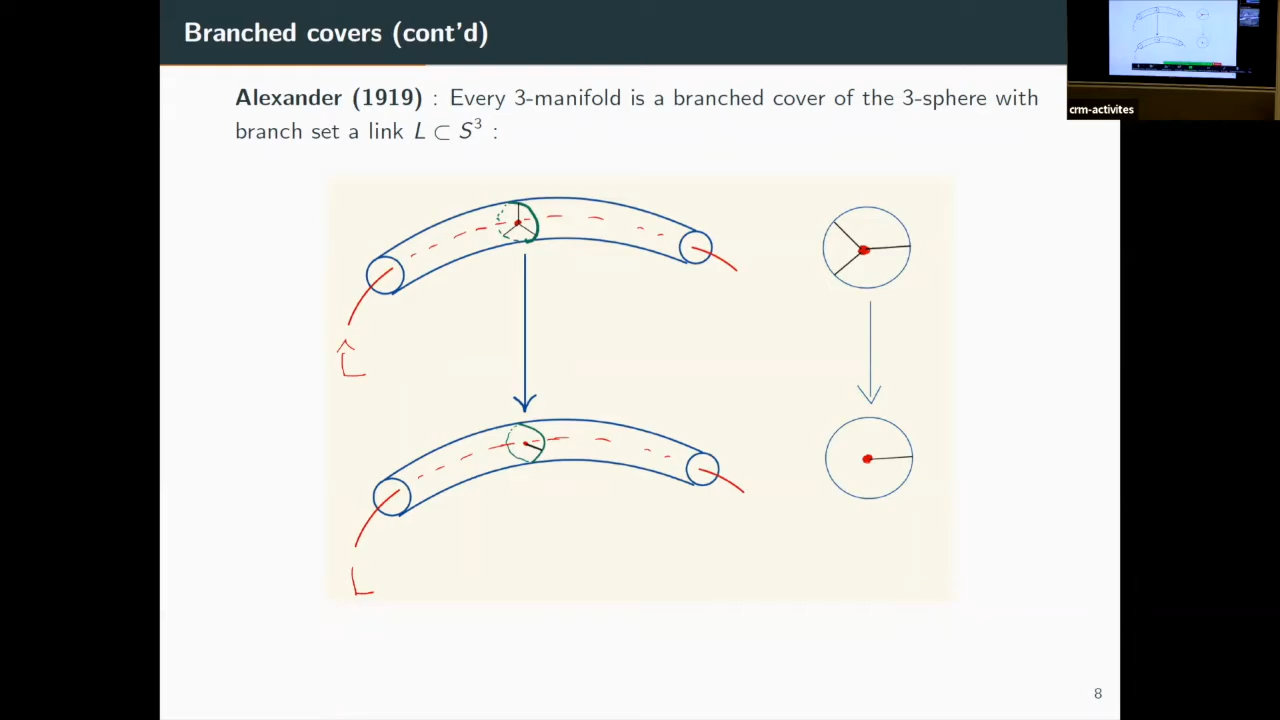 Branched covers (cont'd)
crm-activites
Alexander (1919) : Every 3-manifold is a branched cover of the 3-sphere with
branch set a link L ⊂ S³ :
L̂
L
8